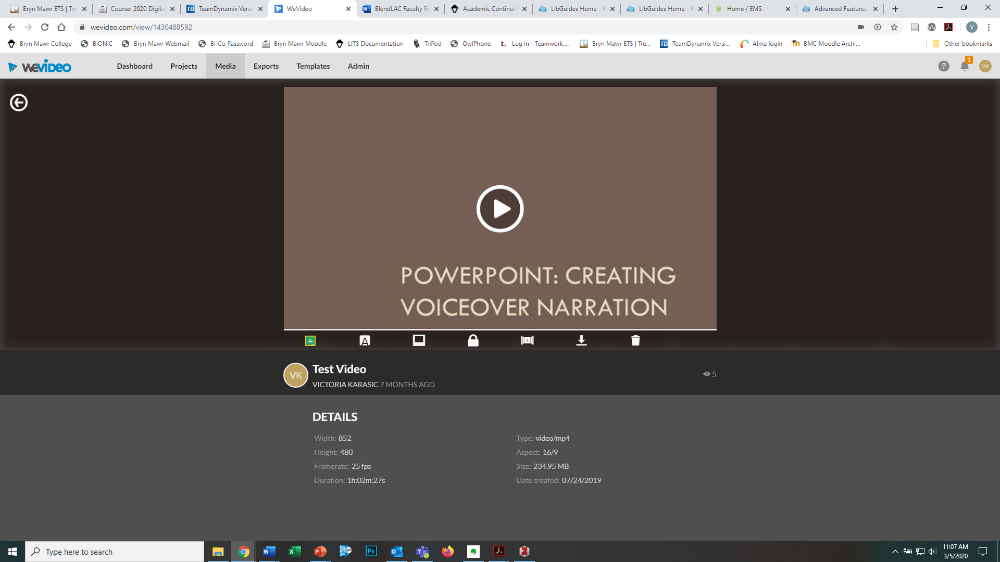 Bryn Mawr ETS | Tre
Course: 2020 Digita
TeamDynamix Versi
WeVideo
BlendLAC Faculty Re
Academic Continuit
LibGuides Home - R
LibGuides Home - R
Home / EMS
Advanced Features
wevideo.com/view/1430488592
V
Bryn Mawr College
BiONiC
Bryn Mawr Webmail
Bi-Co Password
Bryn Mawr Moodle
LITS Documentation
TriPod
OwlPhone
Log in - Teamwork....
Bryn Mawr ETS | Tre...
TeamDynamix Versi...
Alma login
BMC Moodle Archi...
Other bookmarks
WEVIDEO
Dashboard
Projects
Media
Exports
Templates
Admin
?
1
VK
POWERPOINT: CREATING
VOICEOVER NARRATION
VK
Test Video
5
VICTORIA KARASIC 7 MONTHS AGO
DETAILS
Width: 852
Type: video/mp4
Height: 480
Aspect: 16/9
Framerate: 25 fps
Size: 234.95 MB
Duration: 1h:02m:27s
Date created: 07/24/2019
Type here to search
11:07 AM
3/5/2020